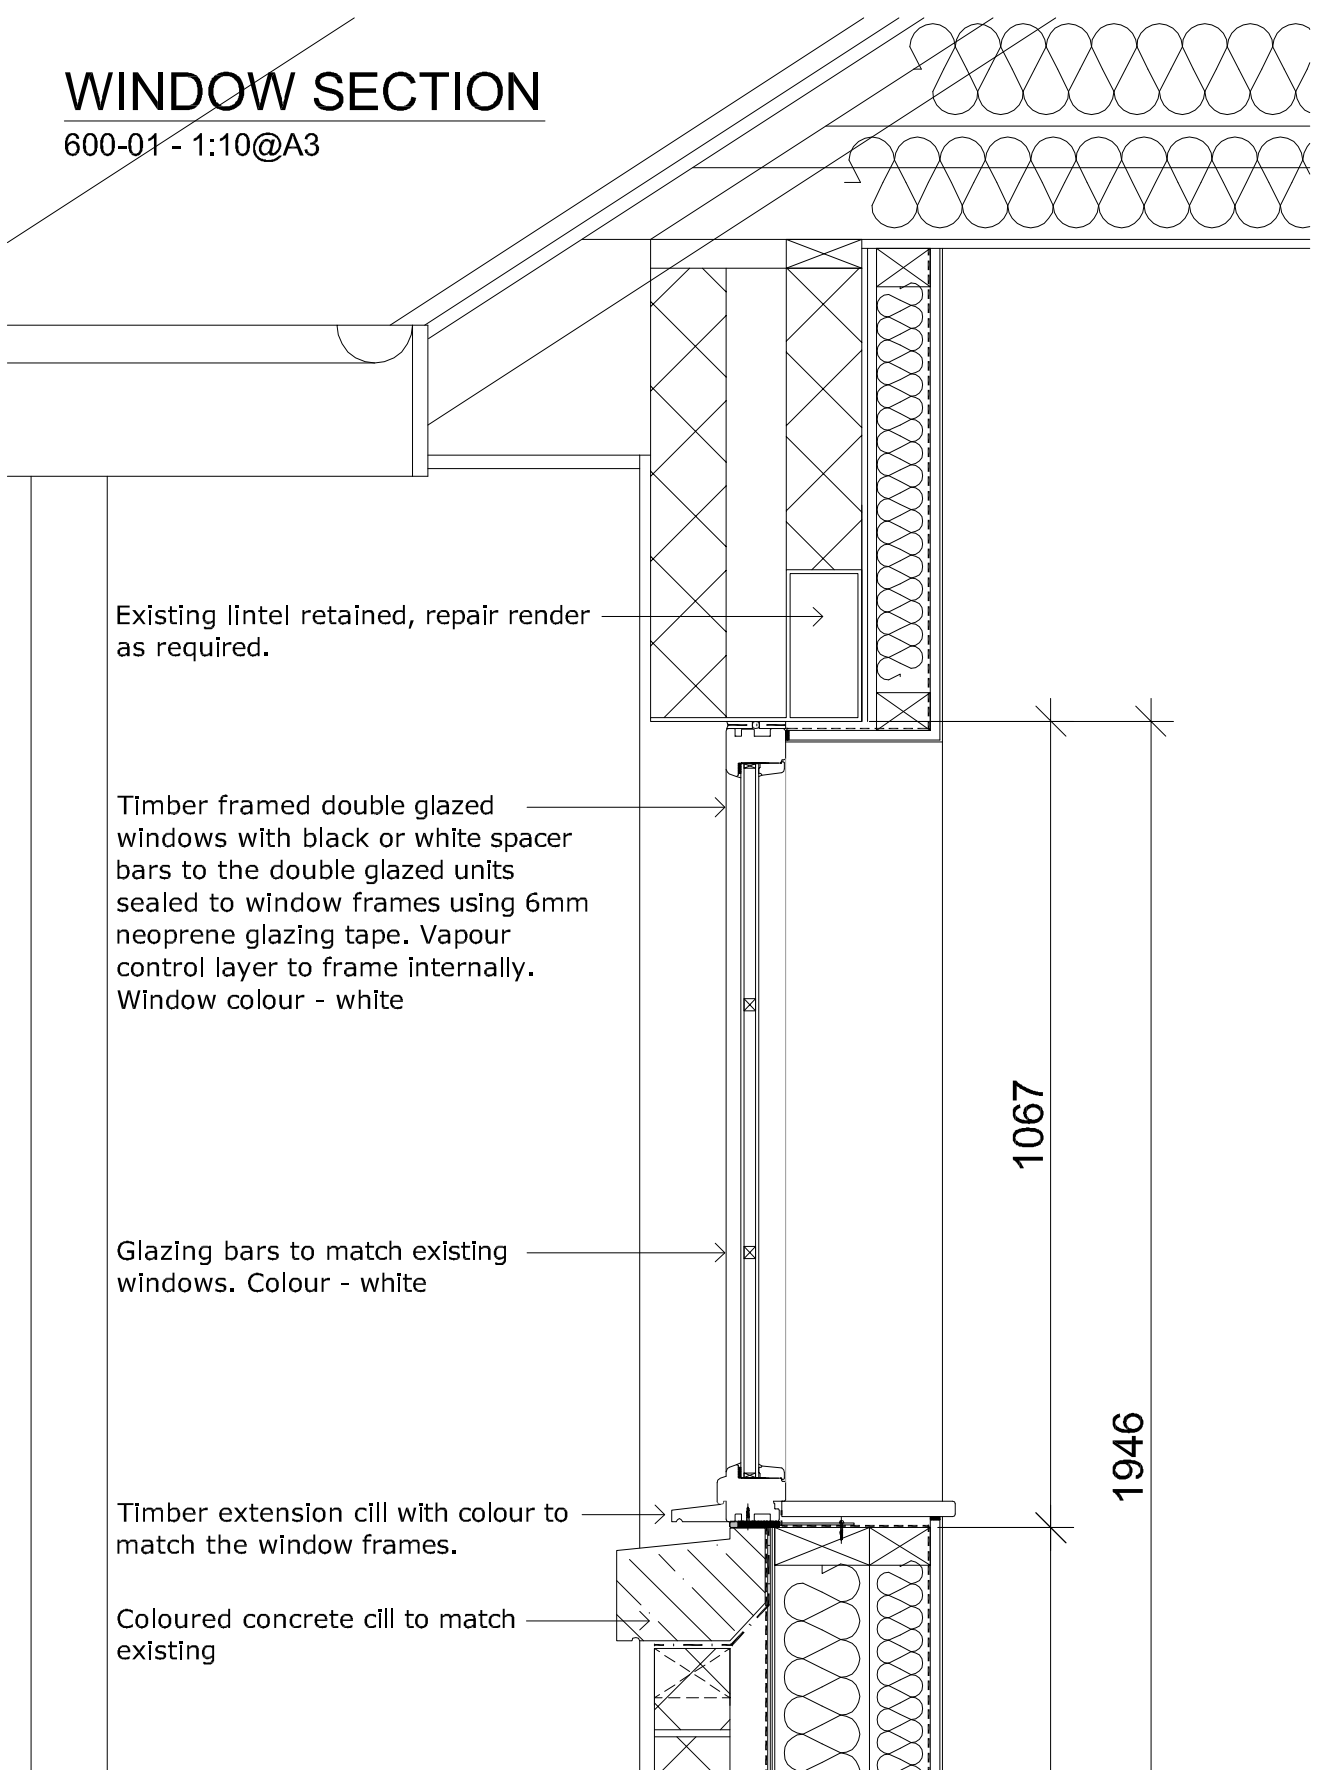 WINDOW SECTION
600-01 - 1:10@A3
Existing lintel retained, repair render
as required.
Timber framed double glazed
windows with black or white spacer
bars to the double glazed units
sealed to window frames using 6mm
neoprene glazing tape. Vapour
control layer to frame internally.
Window colour - white
1067
Glazing bars to match existing
windows. Colour - white
1946
Timber extension cill with colour to
match the window frames.
Coloured concrete cill to match
existing